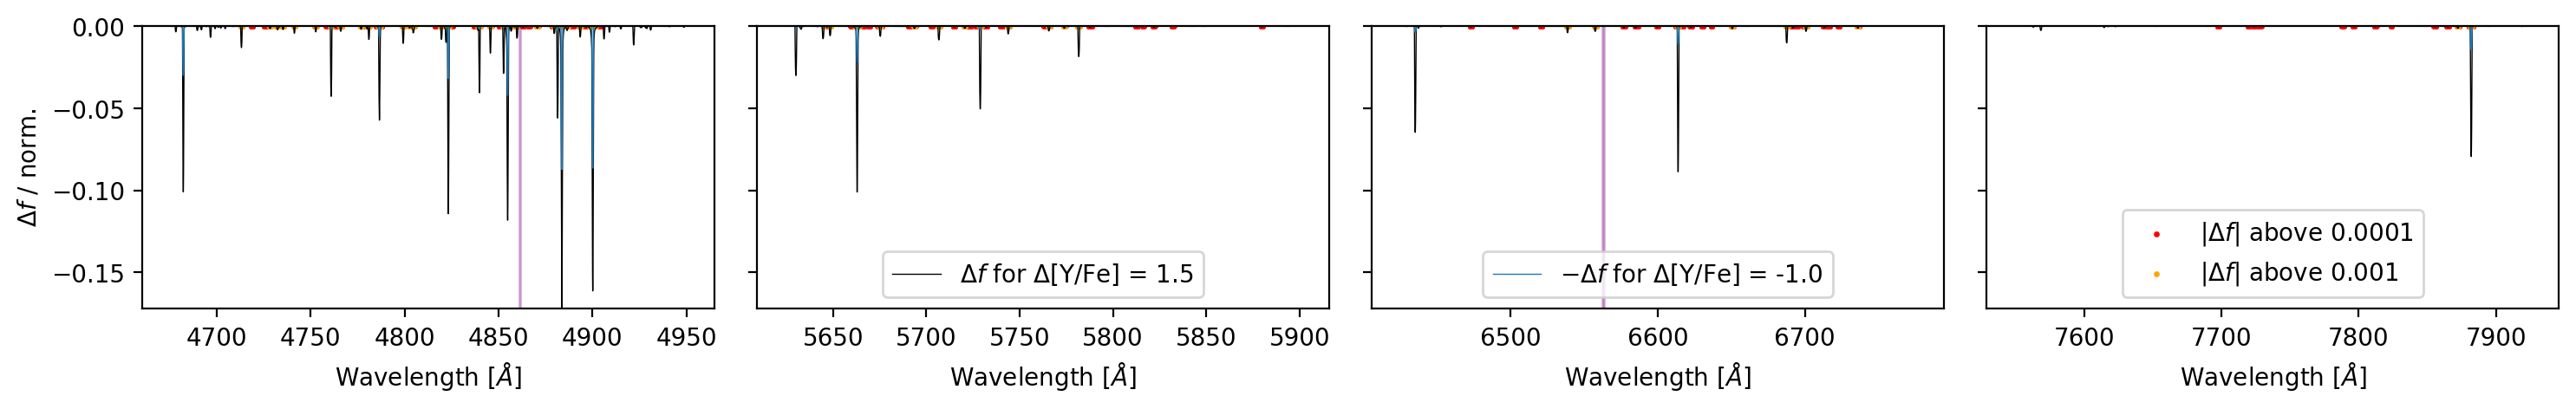 0.00
−0.05
−0.10
−0.15
Δf / norm.
4700 4750 4800 4850 4900 4950
Wavelength [Å]
Δf for Δ[Y/Fe] = 1.5
5650 5700 5750 5800 5850 5900
Wavelength [Å]
−Δf for Δ[Y/Fe] = -1.0
6500 6600 6700
Wavelength [Å]
|Δf| above 0.0001
|Δf| above 0.001
7600 7700 7800 7900
Wavelength [Å]